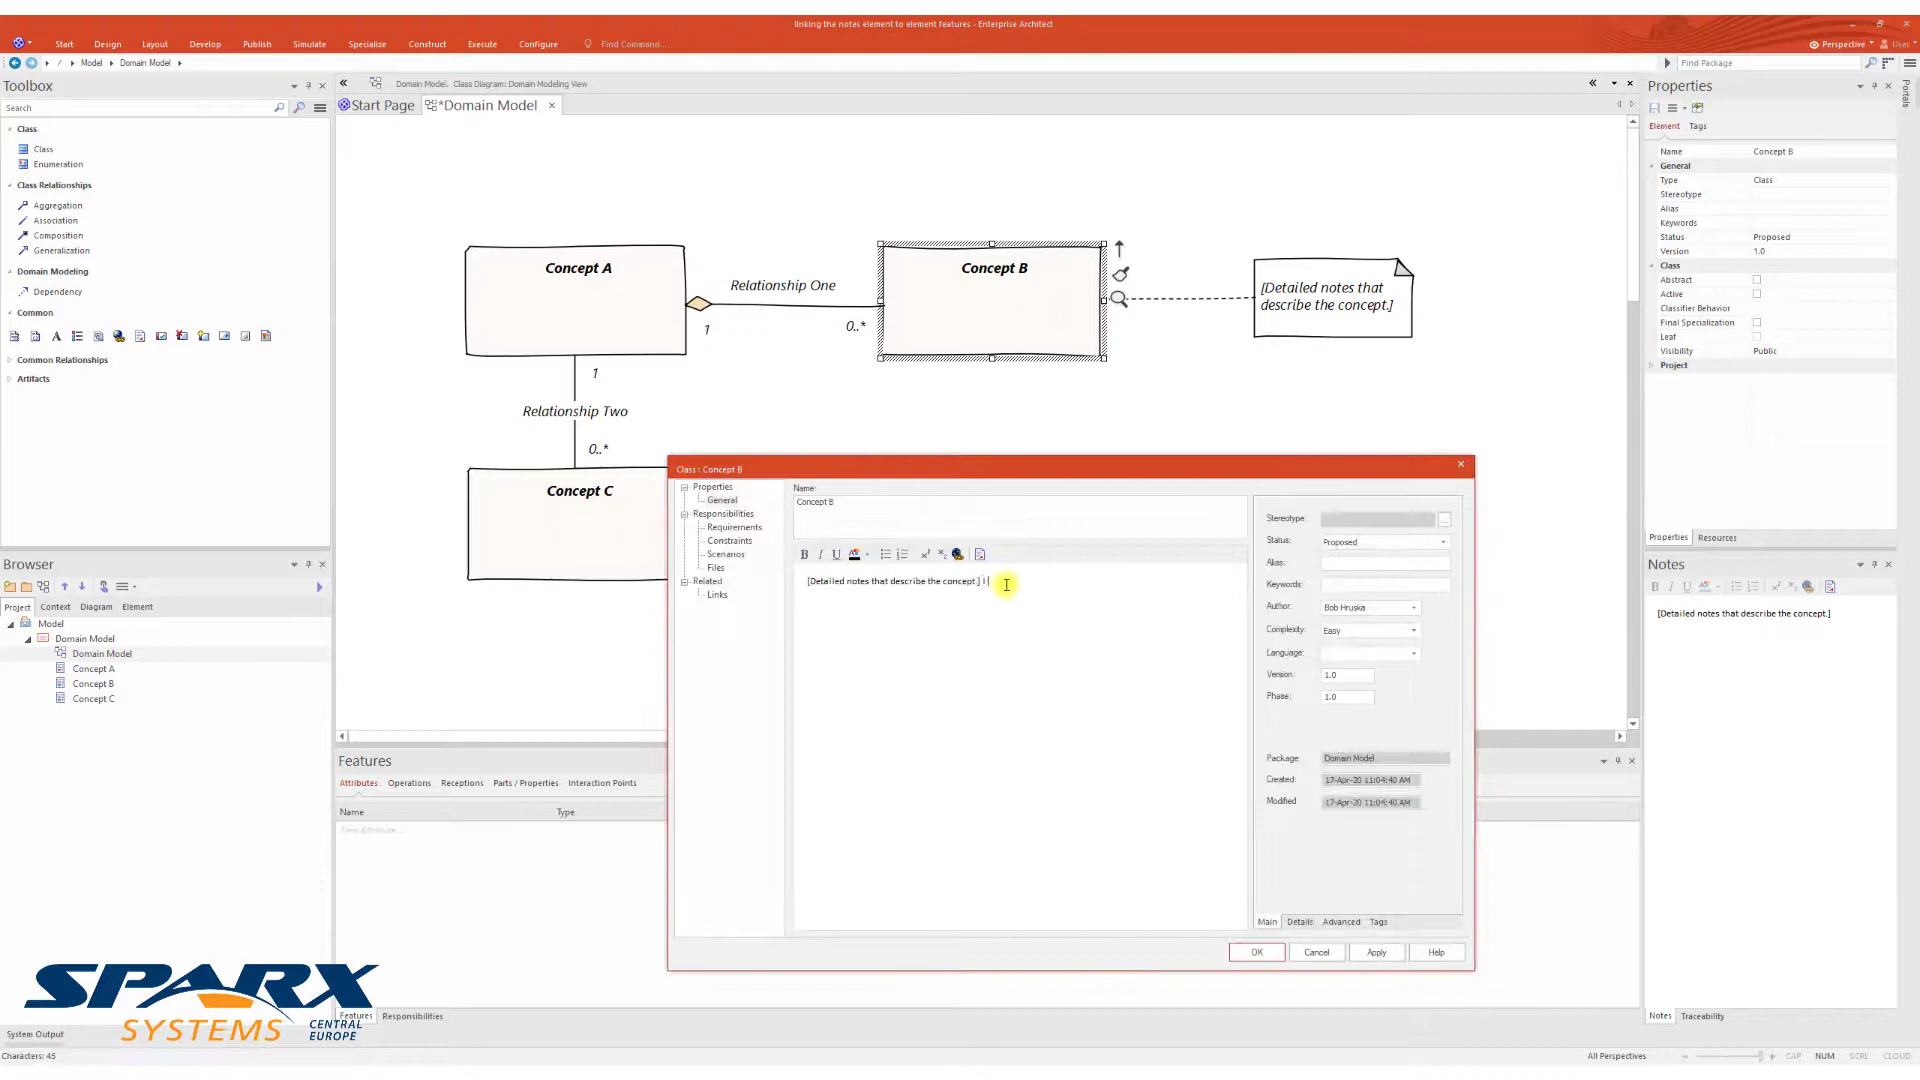 linking the notes element to element features - Enterprise Architect
Start Design Layout Develop Publish Simulate Specialize Construct Execute Configure Find Command...
Perspective User
/ Model Domain Model
Find Package
Toolbox
Search
Class
Class
Enumeration
Class Relationships
Aggregation
Association
Composition
Generalization
Domain Modeling
Dependency
Common
Common Relationships
Artifacts
Browser
Project Context Diagram Element
Model
Domain Model
Domain Model
Concept A
Concept B
Concept C
Domain Model. Class Diagram: Domain Modeling View
Start Page *Domain Model
Concept A
Relationship One
1
0..*
Concept B
[Detailed notes that
describe the concept.]
1
Relationship Two
0..*
Concept C
Class : Concept B
Properties
General
Responsibilities
Requirements
Constraints
Scenarios
Files
Related
Links
Name:
Concept B
B I U
[Detailed notes that describe the concept.]
Stereotype:
...
Status: Proposed
Alias:
Keywords:
Author: Bob Hruska
Complexity: Easy
Language:
Version: 1.0
Phase: 1.0
Package Domain Model
Created: 17-Apr-20 11:04:40 AM
Modified 17-Apr-20 11:04:40 AM
Main Details Advanced Tags
OK Cancel Apply Help
Features
Attributes Operations Receptions Parts / Properties Interaction Points
Name Type
New Attribute...
Features Responsibilities
Properties
Portals
Element Tags
Name Concept B
General
Type Class
Stereotype
Alias
Keywords
Status Proposed
Version 1.0
Class
Abstract
Active
Classifier Behavior
Final Specialization
Leaf
Visibility Public
Project
Properties Resources
Notes
B I U
[Detailed notes that describe the concept.]
Notes Traceability
SPARX
SYSTEMS
CENTRAL
EUROPE
System Output
Characters: 45
All Perspectives CAP NUM SCRL CLOUD